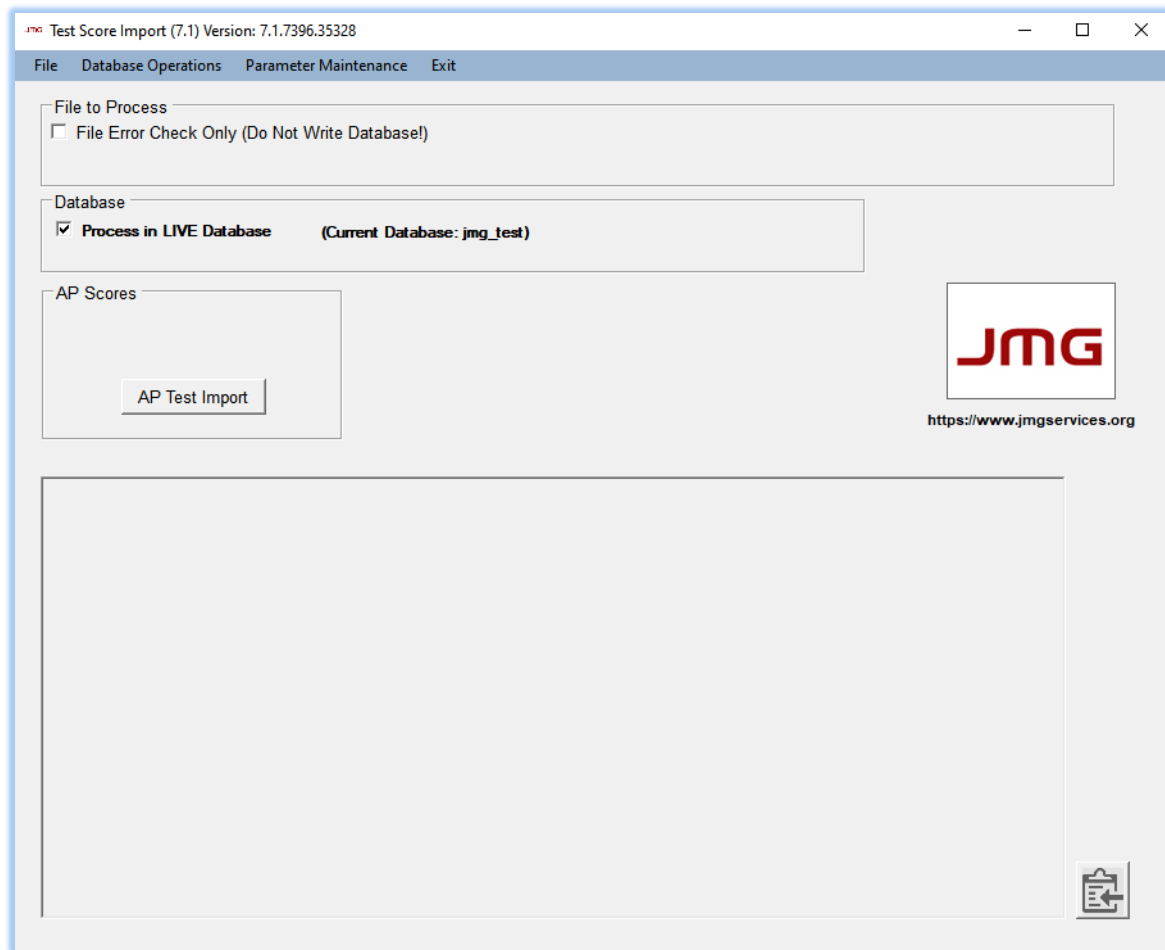 JMG Test Score Import (7.1) Version: 7.1.7396.35328
File Database Operations Parameter Maintenance Exit
File to Process
File Error Check Only (Do Not Write Database!)
Database
Process in LIVE Database (Current Database: jmg_test)
AP Scores
AP Test Import
JMG
https://www.jmgservices.org